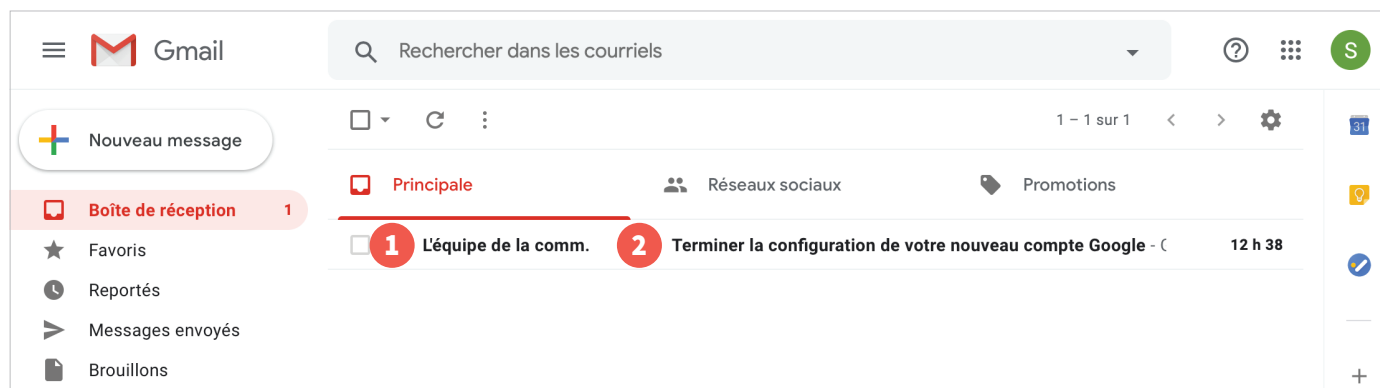 Gmail
Rechercher dans les courriels
S
Nouveau message
1 – 1 sur 1
31
Principale
Réseaux sociaux
Promotions
Boîte de réception 1
1 L'équipe de la comm. 2 Terminer la configuration de votre nouveau compte Google - 12 h 38
Favoris
Reportés
Messages envoyés
Brouillons